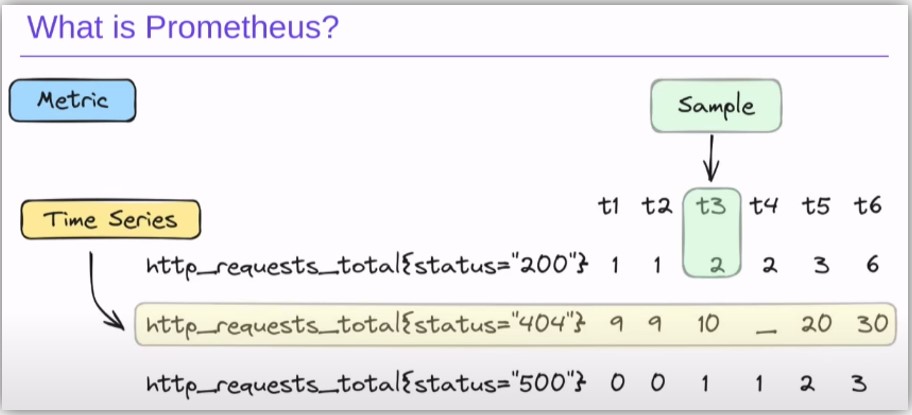 What is Prometheus?
Metric
Sample
Time Series
t1 t2 t3 t4 t5 t6
http_requests_total{status="200"} 1 1 2 2 3 6
http_requests_total{status="404"} 9 9 10 _ 20 30
http_requests_total{status="500"} 0 0 1 1 2 3